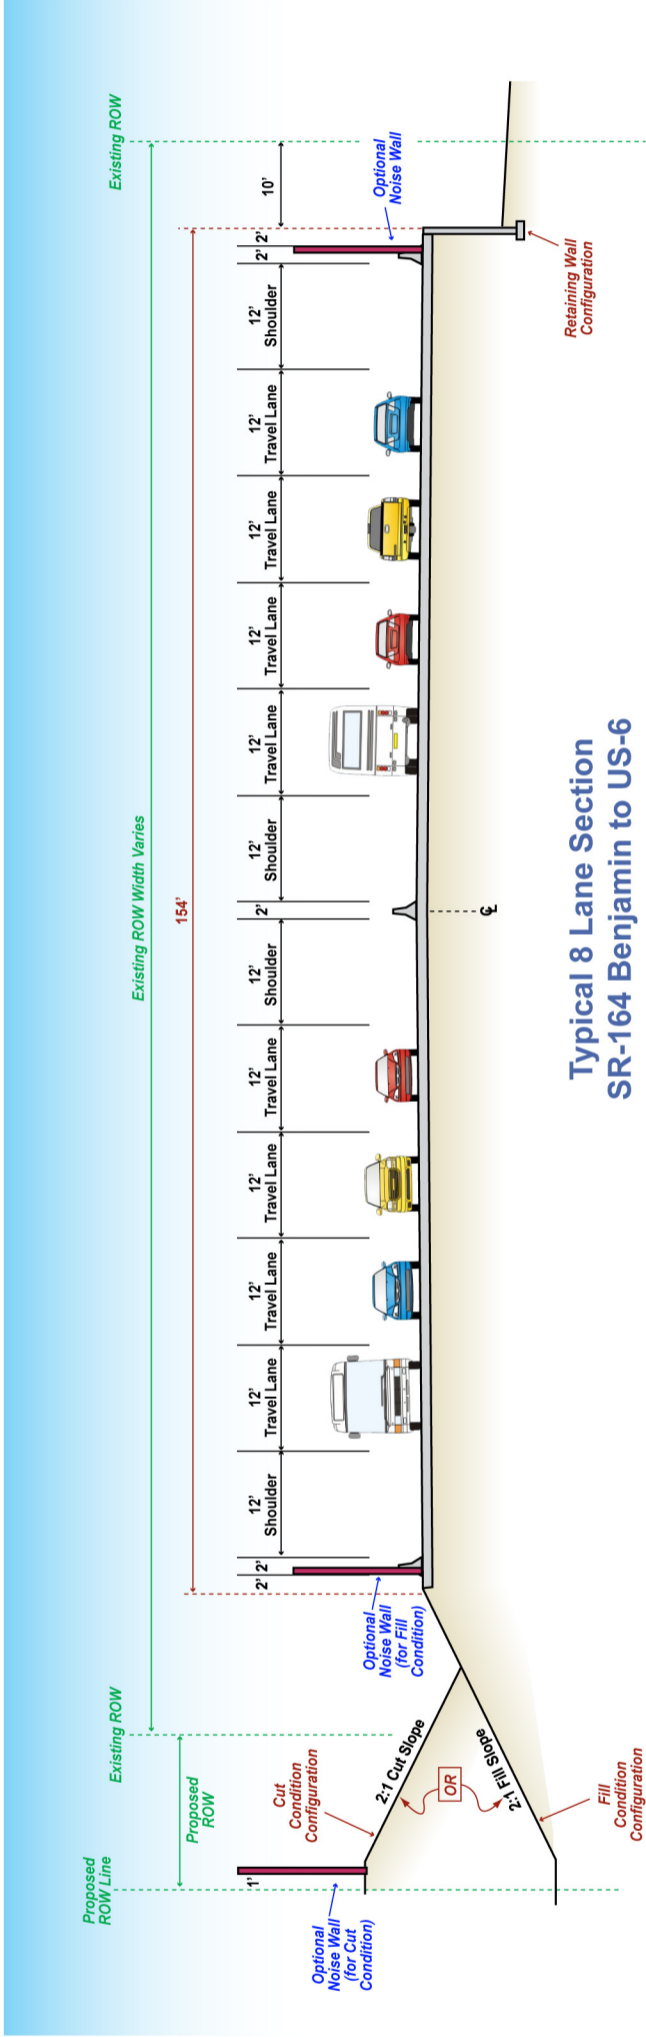 Proposed
ROW Line
Existing ROW
Existing ROW
Existing ROW Width Varies
Proposed
ROW
154'
1'
2'
2'
12'
Shoulder
12'
Travel Lane
12'
Travel Lane
12'
Travel Lane
12'
Travel Lane
12'
Shoulder
2'
12'
Shoulder
12'
Travel Lane
12'
Travel Lane
12'
Travel Lane
12'
Travel Lane
12'
Shoulder
2'
2'
10'
Optional
Noise Wall
(for Cut
Condition)
Cut
Condition
Configuration
Optional
Noise Wall
(for Fill
Condition)
Optional
Noise Wall
2:1 Cut Slope
OR
2:1 Fill Slope
Fill
Condition
Configuration
℄
Retaining Wall
Configuration
Typical 8 Lane Section
SR-164 Benjamin to US-6